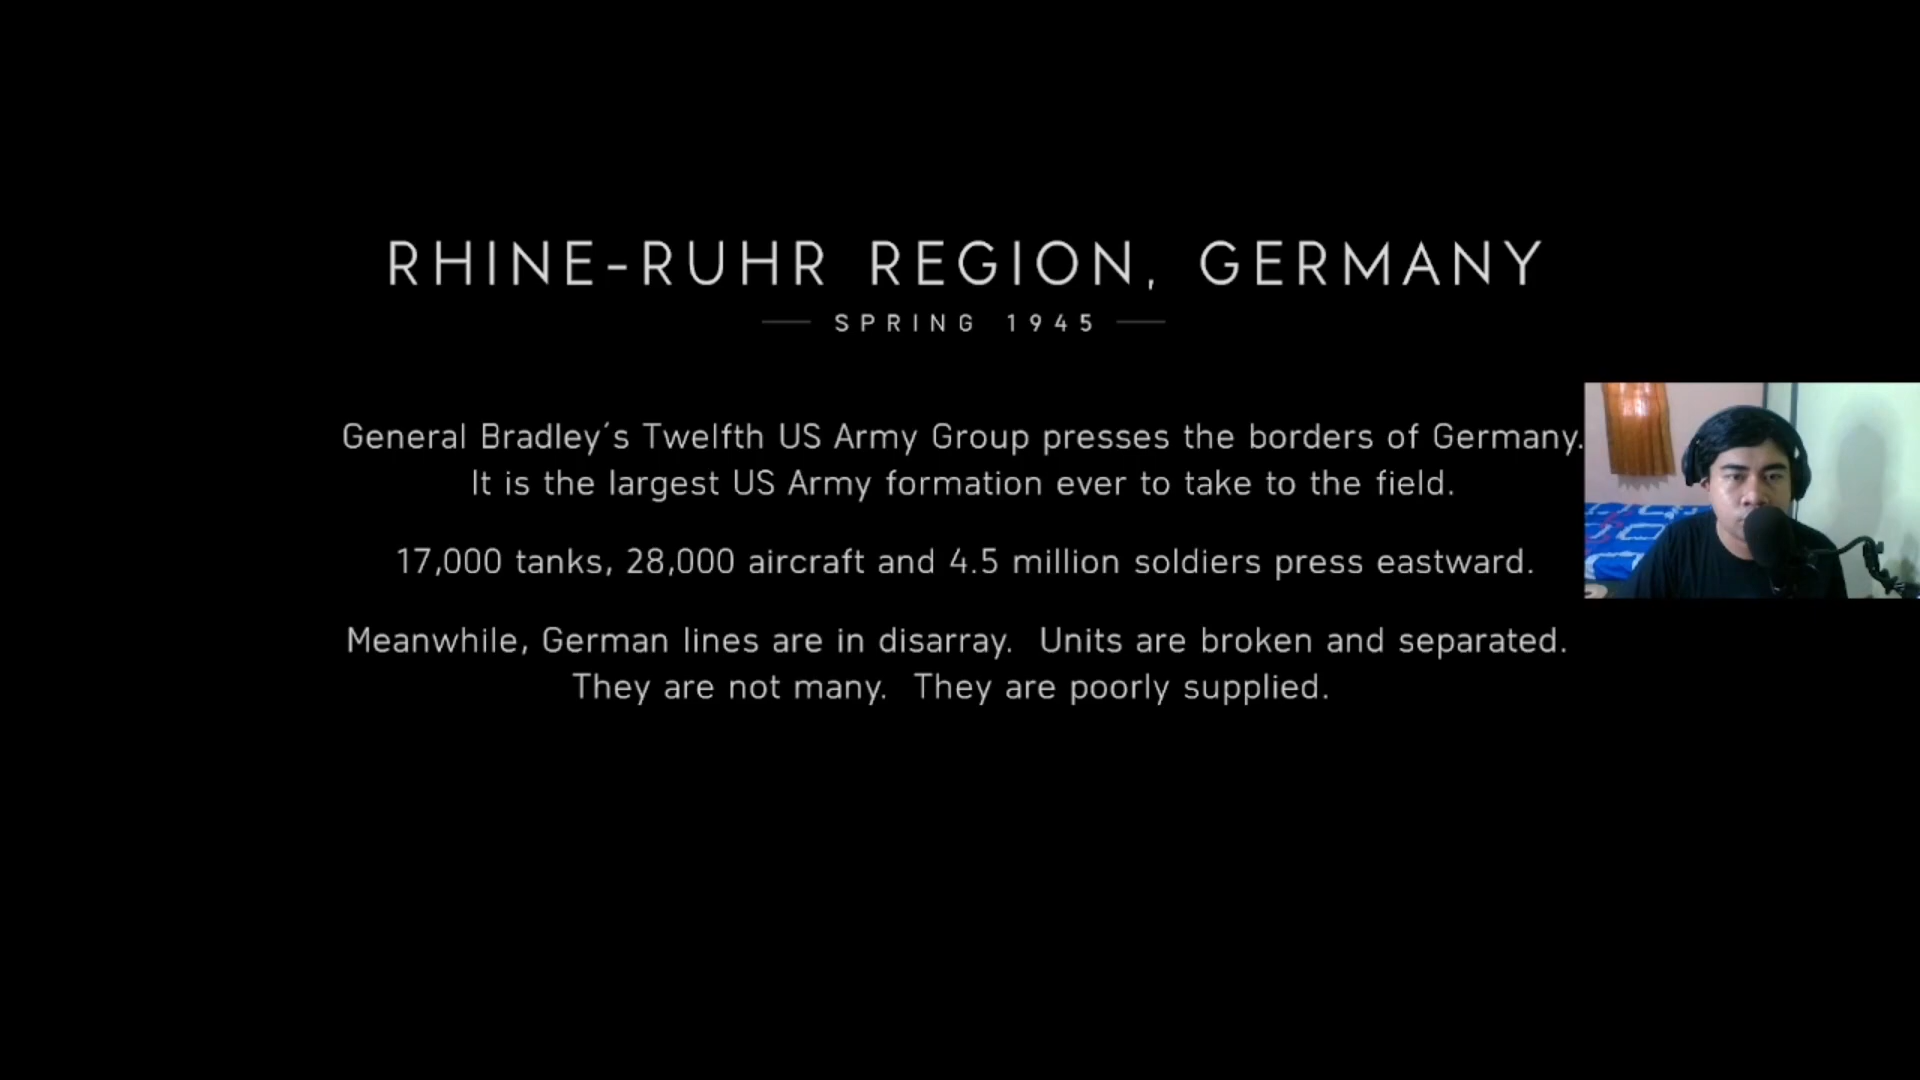 RHINE-RUHR REGION, GERMANY
SPRING 1945
General Bradley´s Twelfth US Army Group presses the borders of Germany.
It is the largest US Army formation ever to take to the field.
17,000 tanks, 28,000 aircraft and 4.5 million soldiers press eastward.
Meanwhile, German lines are in disarray.  Units are broken and separated.
They are not many.  They are poorly supplied.